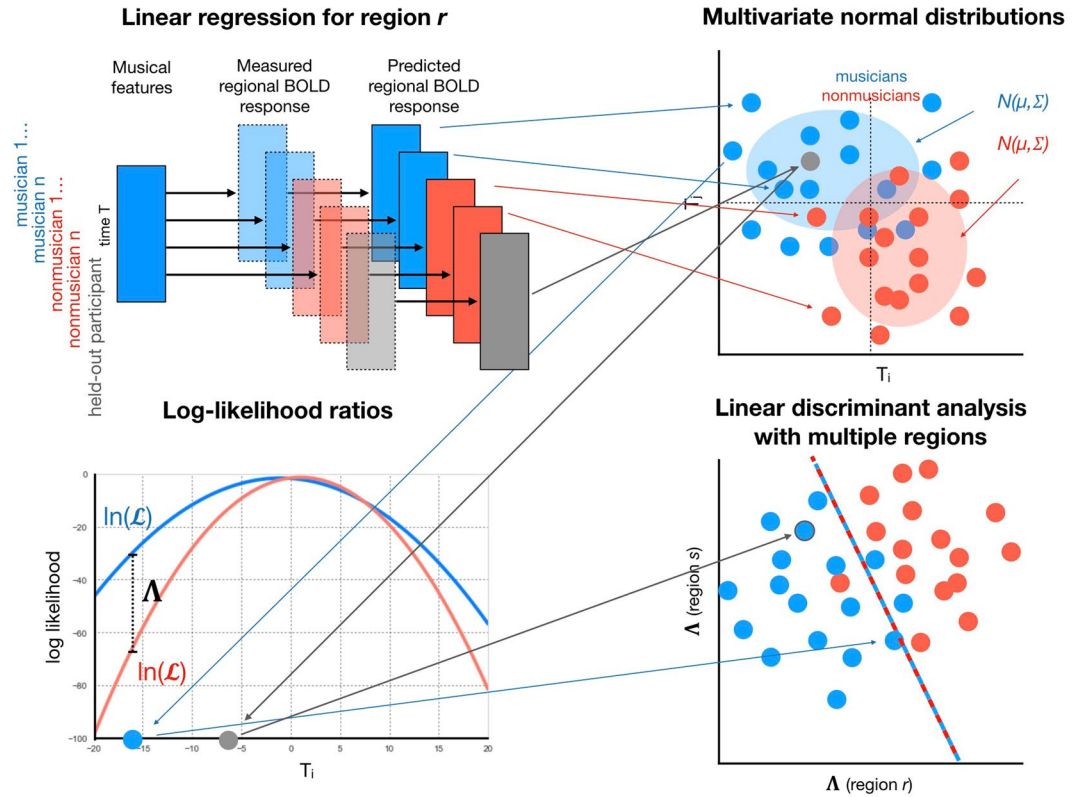 Linear regression for region r
Musical
features
Measured
regional BOLD
response
Predicted
regional BOLD
response
musician 1...
musician n
nonmusician 1...
nonmusician n
held-out participant
time T
Multivariate normal distributions
musicians
nonmusicians
N(μ, Σ)
N(μ, Σ)
Tj
Ti
Log-likelihood ratios
log likelihood
0
−20
−40
−60
−80
−100
ln(ℒ)
Λ
ln(ℒ)
−20
−15
−10
−5
0
5
10
15
20
Ti
Linear discriminant analysis
with multiple regions
Λ (region s)
Λ (region r)